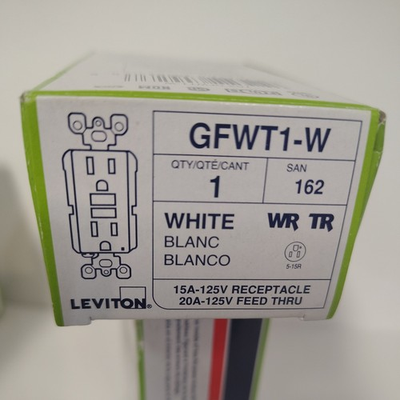 GFWT1-W
QTY/QTÉ/CANT
1
SAN
162
WHITE
BLANC
BLANCO
WR TR
5-15R
LEVITON®
15A-125V RECEPTACLE
20A-125V FEED THRU